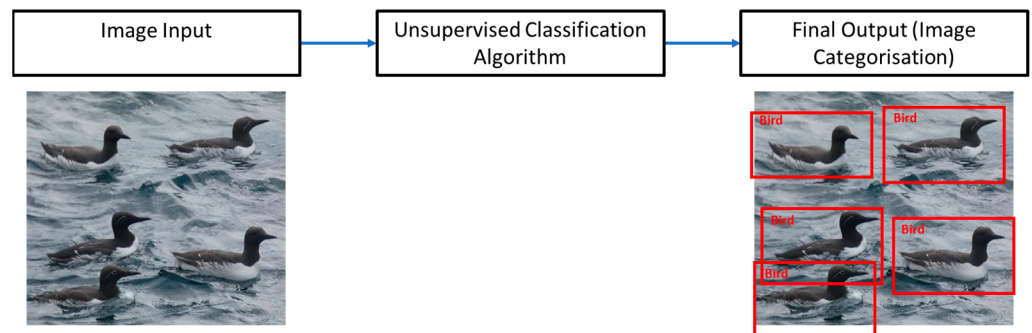 Image Input
Unsupervised Classification
Algorithm
Final Output (Image
Categorisation)
Bird
Bird
Bird
Bird
Bird